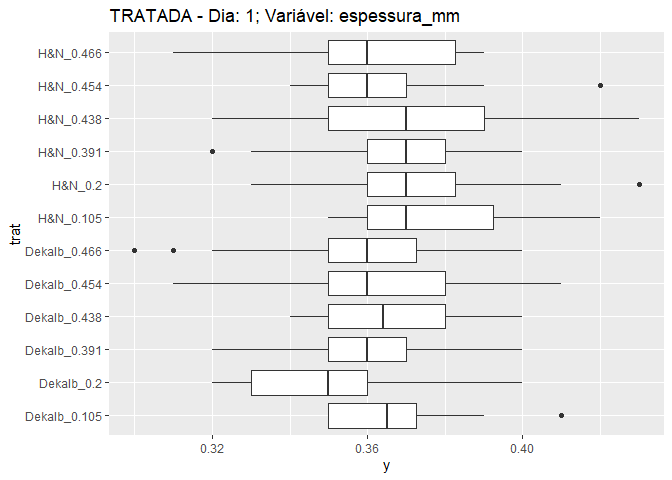 TRATADA - Dia: 1; Variável: espessura_mm
H&N_0.466
H&N_0.454
H&N_0.438
H&N_0.391
H&N_0.2
H&N_0.105
trat
Dekalb_0.466
Dekalb_0.454
Dekalb_0.438
Dekalb_0.391
Dekalb_0.2
Dekalb_0.105
0.32
0.36
0.40
y